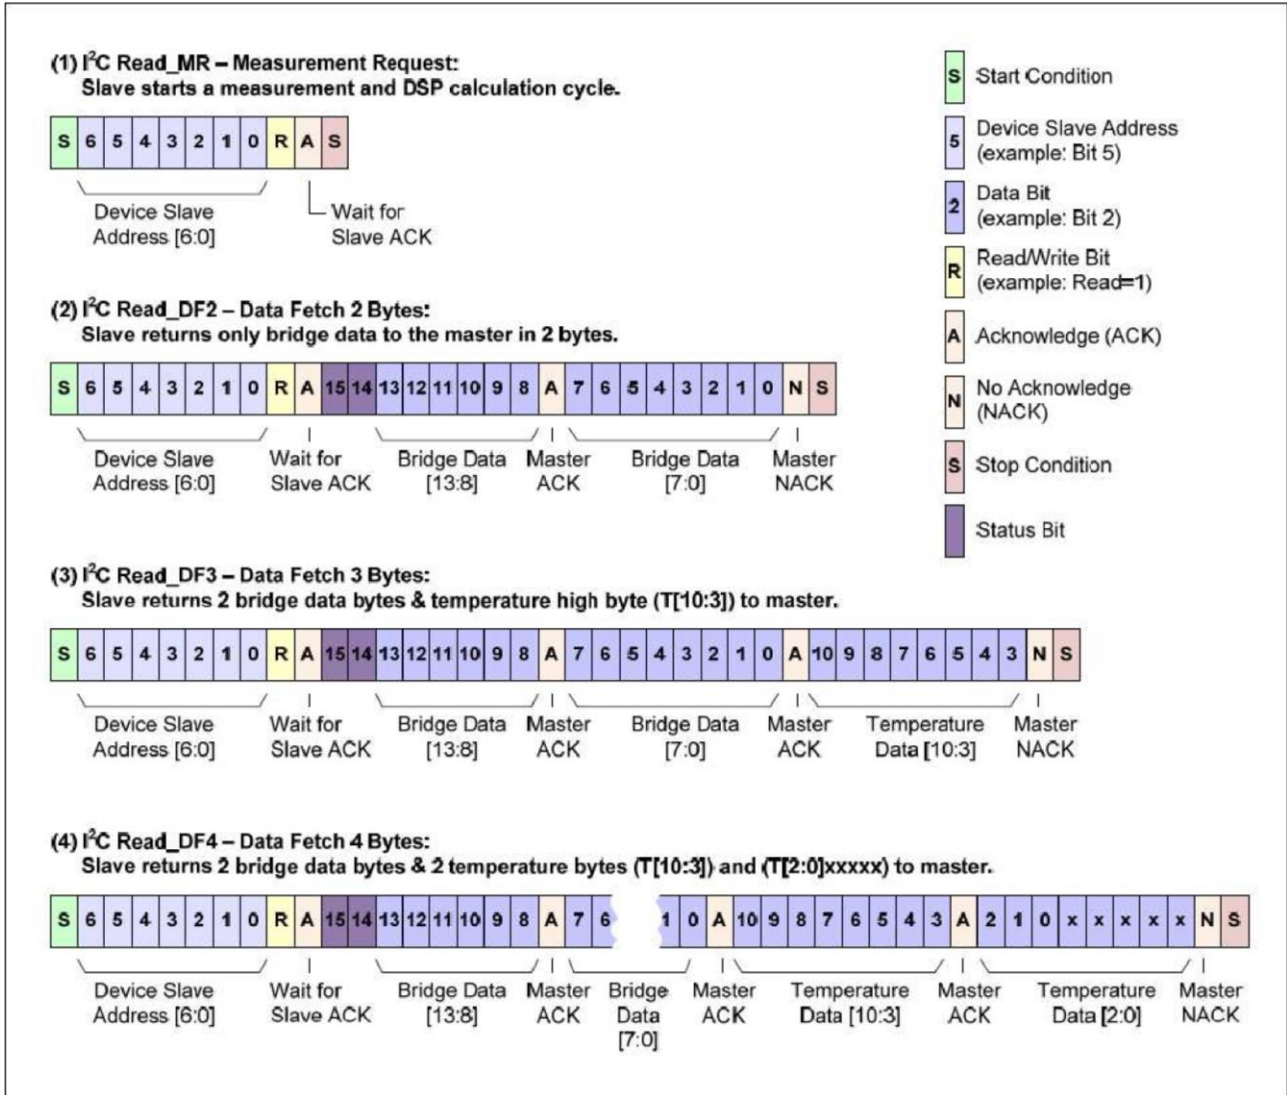 (1) I²C Read_MR – Measurement Request:
Slave starts a measurement and DSP calculation cycle.
S 6 5 4 3 2 1 0 R A S
Device Slave
Address [6:0]
Wait for
Slave ACK
(2) I²C Read_DF2 – Data Fetch 2 Bytes:
Slave returns only bridge data to the master in 2 bytes.
S 6 5 4 3 2 1 0 R A 15 14 13 12 11 10 9 8 A 7 6 5 4 3 2 1 0 N S
Device Slave
Address [6:0]
Wait for
Slave ACK
Bridge Data
[13:8]
Master
ACK
Bridge Data
[7:0]
Master
NACK
(3) I²C Read_DF3 – Data Fetch 3 Bytes:
Slave returns 2 bridge data bytes & temperature high byte (T[10:3]) to master.
S 6 5 4 3 2 1 0 R A 15 14 13 12 11 10 9 8 A 7 6 5 4 3 2 1 0 A 10 9 8 7 6 5 4 3 N S
Device Slave
Address [6:0]
Wait for
Slave ACK
Bridge Data
[13:8]
Master
ACK
Bridge Data
[7:0]
Master
ACK
Temperature
Data [10:3]
Master
NACK
(4) I²C Read_DF4 – Data Fetch 4 Bytes:
Slave returns 2 bridge data bytes & 2 temperature bytes (T[10:3]) and (T[2:0]xxxxx) to master.
S 6 5 4 3 2 1 0 R A 15 14 13 12 11 10 9 8 A 7 6 1 0 A 10 9 8 7 6 5 4 3 A 2 1 0 x x x x x N S
Device Slave
Address [6:0]
Wait for
Slave ACK
Bridge Data
[13:8]
Master
ACK
Bridge
Data
[7:0]
Master
ACK
Temperature
Data [10:3]
Master
ACK
Temperature
Data [2:0]
Master
NACK
S Start Condition
5 Device Slave Address
(example: Bit 5)
2 Data Bit
(example: Bit 2)
R Read/Write Bit
(example: Read=1)
A Acknowledge (ACK)
N No Acknowledge
(NACK)
S Stop Condition
Status Bit